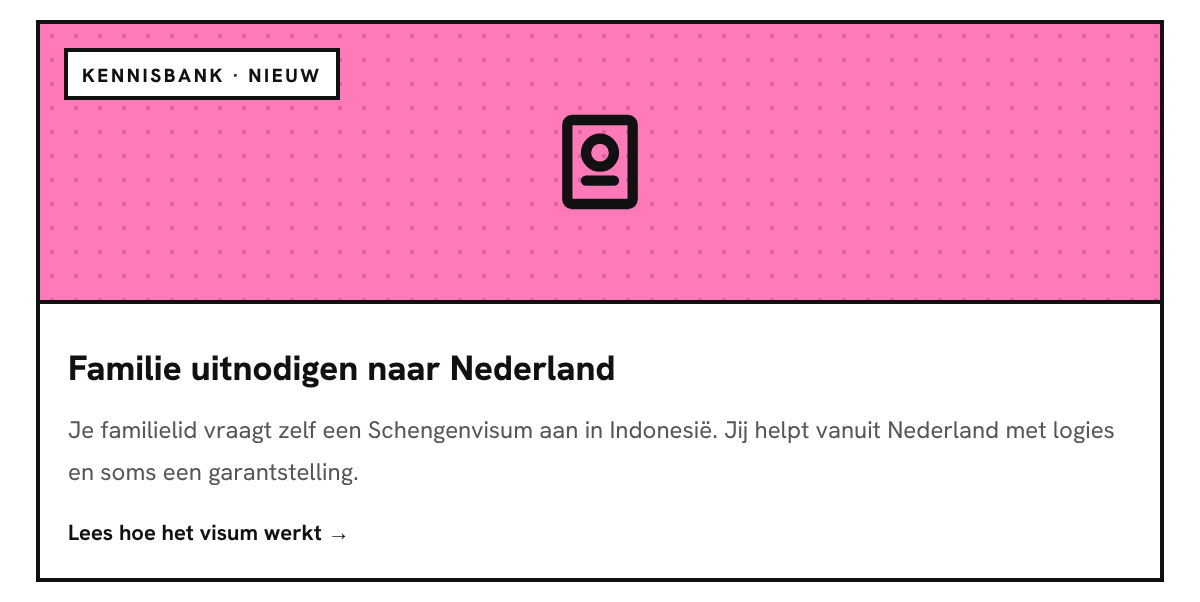 KENNISBANK · NIEUW
Familie uitnodigen naar Nederland
Je familielid vraagt zelf een Schengenvisum aan in Indonesië. Jij helpt vanuit Nederland met logies
en soms een garantstelling.
Lees hoe het visum werkt →